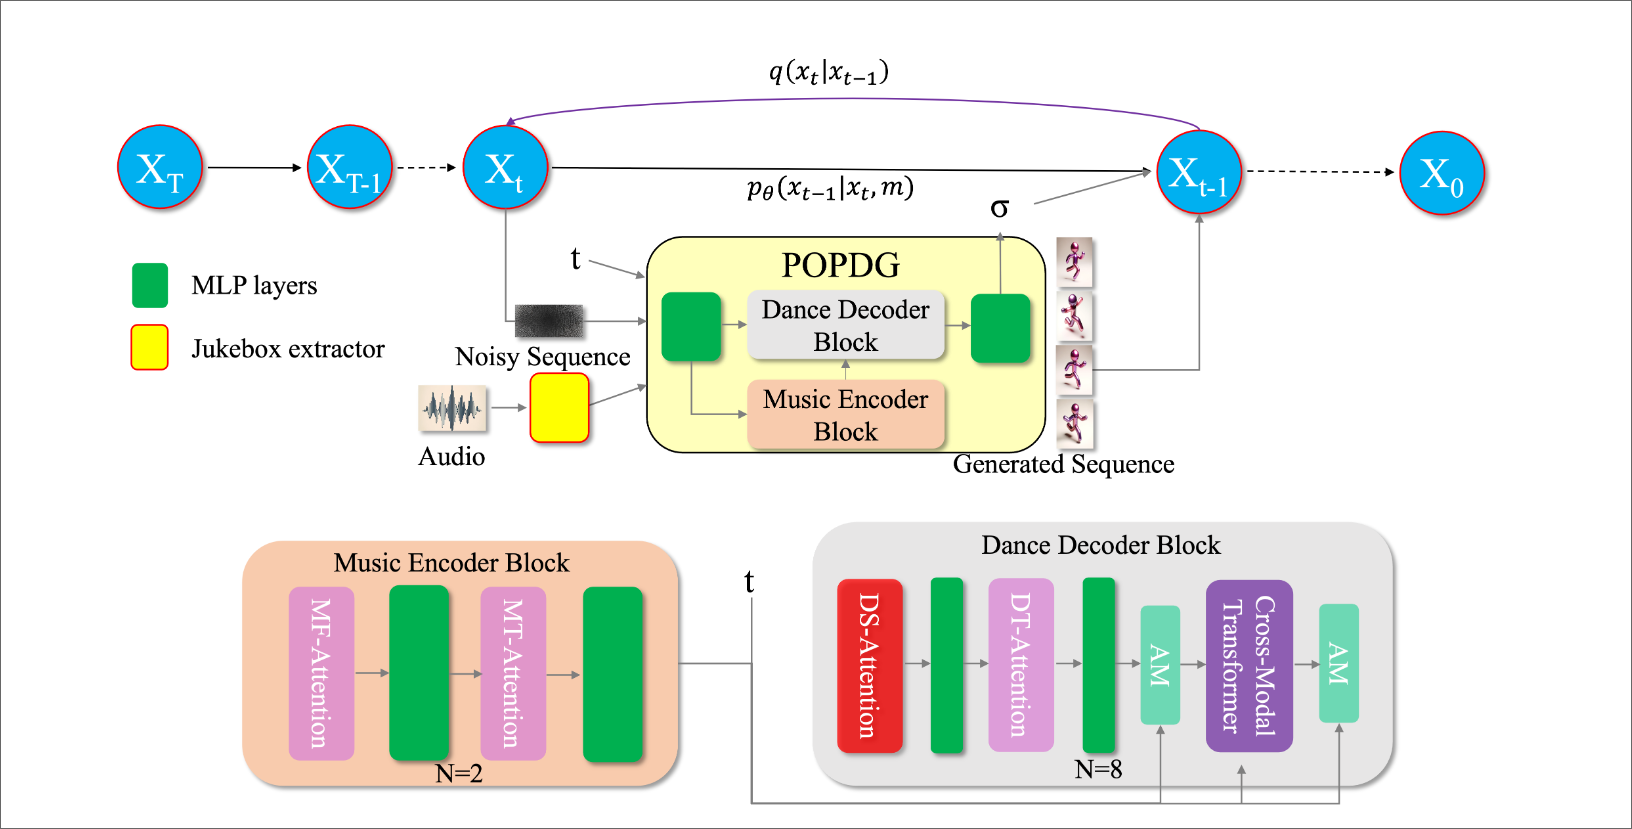 q(x_t|x_{t−1})
X_T
X_{T-1}
X_t
X_{t-1}
X_0
p_θ(x_{t−1}|x_t, m)
σ
t
POPDG
MLP layers
Jukebox extractor
Noisy Sequence
Audio
Dance Decoder
Block
Music Encoder
Block
Generated Sequence
Music Encoder Block
MF-Attention
MT-Attention
N=2
t
Dance Decoder Block
DS-Attention
DT-Attention
N=8
AM
Cross-Modal
Transformer
AM